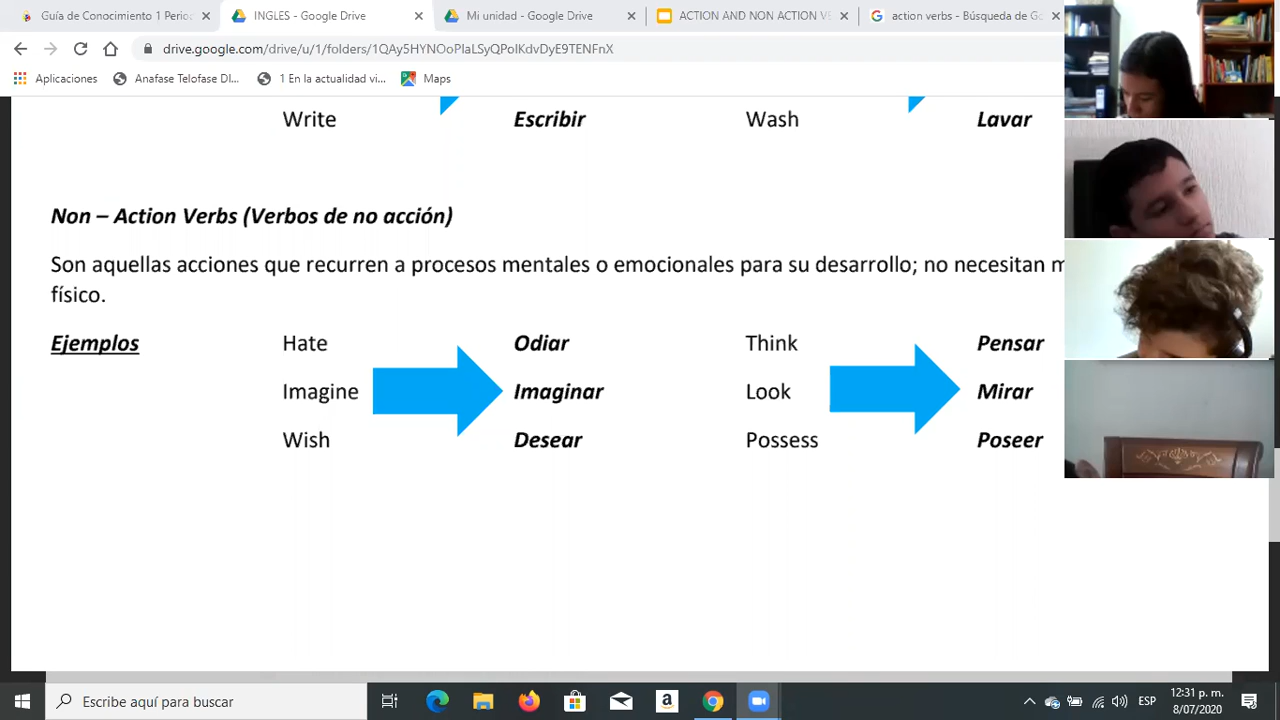 Guía de Conocimiento 1 Perio
INGLES - Google Drive
Mi unidad - Google Drive
ACTION AND NON ACTION VE
action verbs - Búsqueda de Go
drive.google.com/drive/u/1/folders/1QAy5HYNOoPIaLSyQPoIKdvDyE9TENFnX
Aplicaciones
Anafase Telofase DI...
1 En la actualidad vi...
Maps
Write Escribir Wash Lavar
Non – Action Verbs (Verbos de no acción)
Son aquellas acciones que recurren a procesos mentales o emocionales para su desarrollo; no necesitan m
físico.
Ejemplos Hate Odiar Think Pensar
Imagine Imaginar Look Mirar
Wish Desear Possess Poseer
Escribe aquí para buscar
ESP
12:31 p. m.
8/07/2020